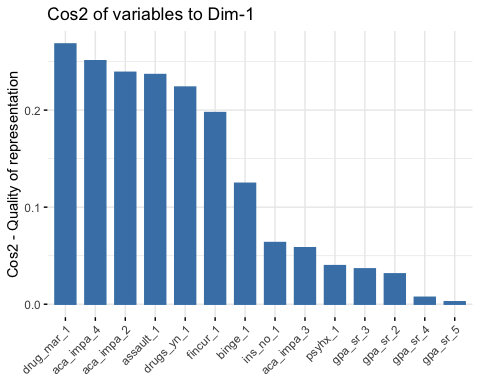 Cos2 of variables to Dim-1
Cos2 - Quality of representation
0.2
0.1
0.0
drug_mar_1
aca_impa_4
aca_impa_2
assault_1
drugs_yn_1
fincur_1
binge_1
ins_no_1
aca_impa_3
psyhx_1
gpa_sr_3
gpa_sr_2
gpa_sr_4
gpa_sr_5